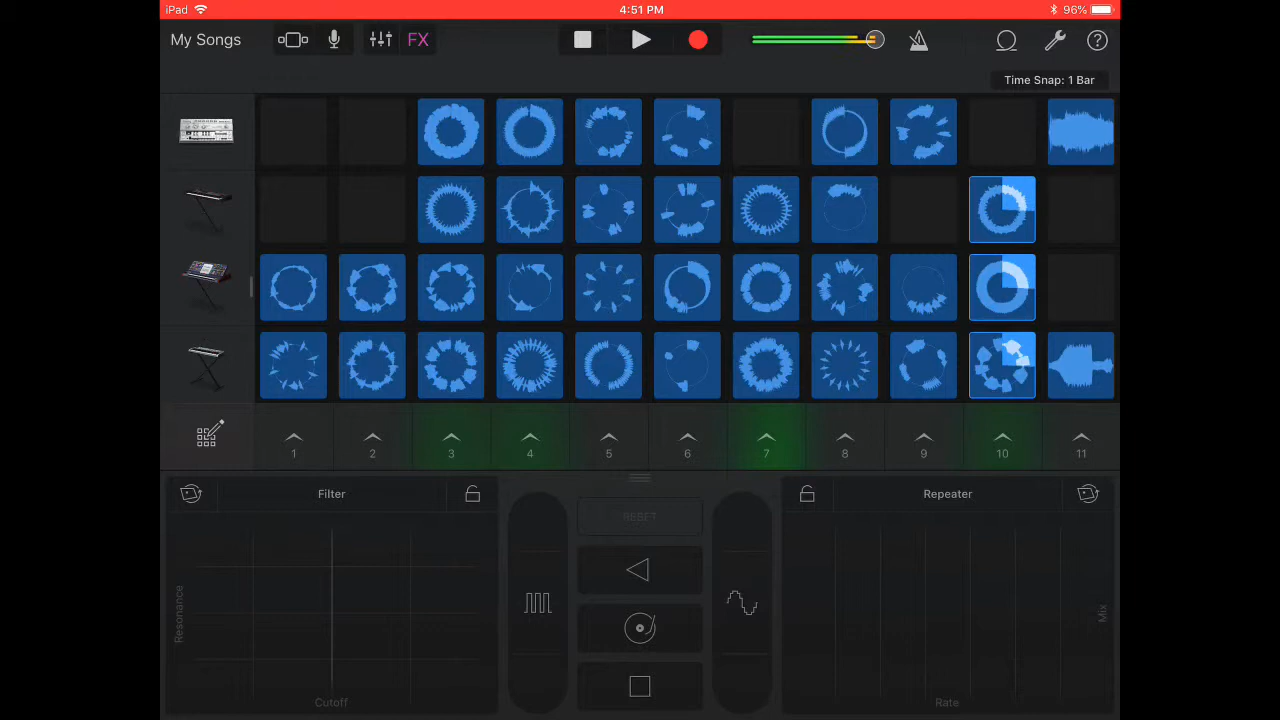 iPad
4:51 PM
96%
My Songs
FX
?
Time Snap: 1 Bar
1
2
3
4
5
6
7
8
9
10
11
Filter
Resonance
Cutoff
RESET
Repeater
Mix
Rate